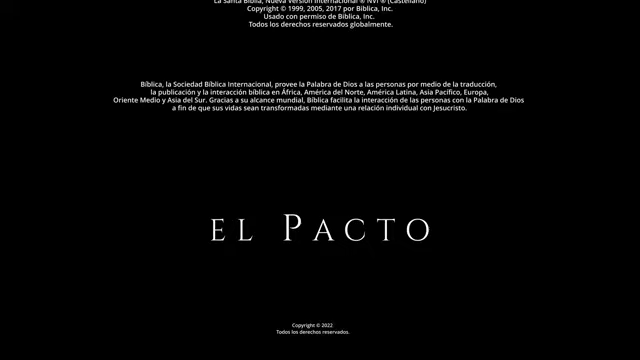 La Santa Biblia, Nueva Versión Internacional ® NVI ® (Castellano)
Copyright © 1999, 2005, 2017 por Biblica, Inc.
Usado con permiso de Biblica, Inc.
Todos los derechos reservados globalmente.
Bíblica, la Sociedad Bíblica Internacional, provee la Palabra de Dios a las personas por medio de la traducción,
la publicación y la interacción bíblica en África, América del Norte, América Latina, Asia Pacífico, Europa,
Oriente Medio y Asia del Sur. Gracias a su alcance mundial, Bíblica facilita la interacción de las personas con la Palabra de Dios
a fin de que sus vidas sean transformadas mediante una relación individual con Jesucristo.
EL PACTO
Copyright © 2022
Todos los derechos reservados.